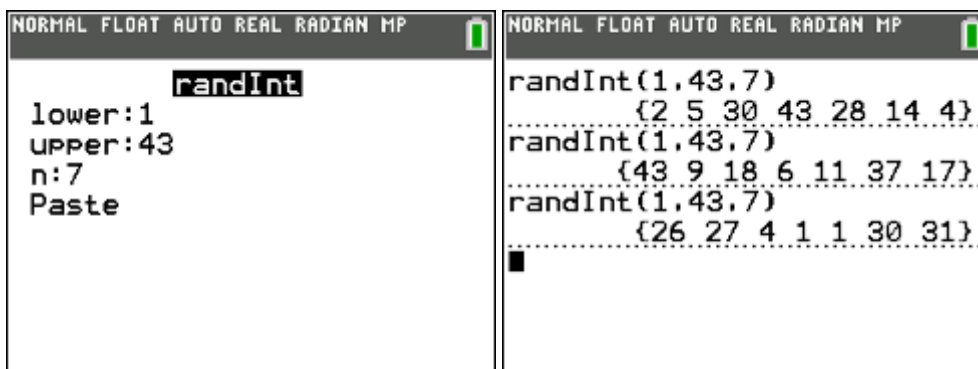 NORMAL FLOAT AUTO REAL RADIAN MP
randInt
lower:1
upper:43
n:7
Paste
NORMAL FLOAT AUTO REAL RADIAN MP
randInt(1,43,7)
{2 5 30 43 28 14 4}
randInt(1,43,7)
{43 9 18 6 11 37 17}
randInt(1,43,7)
{26 27 4 1 1 30 31}